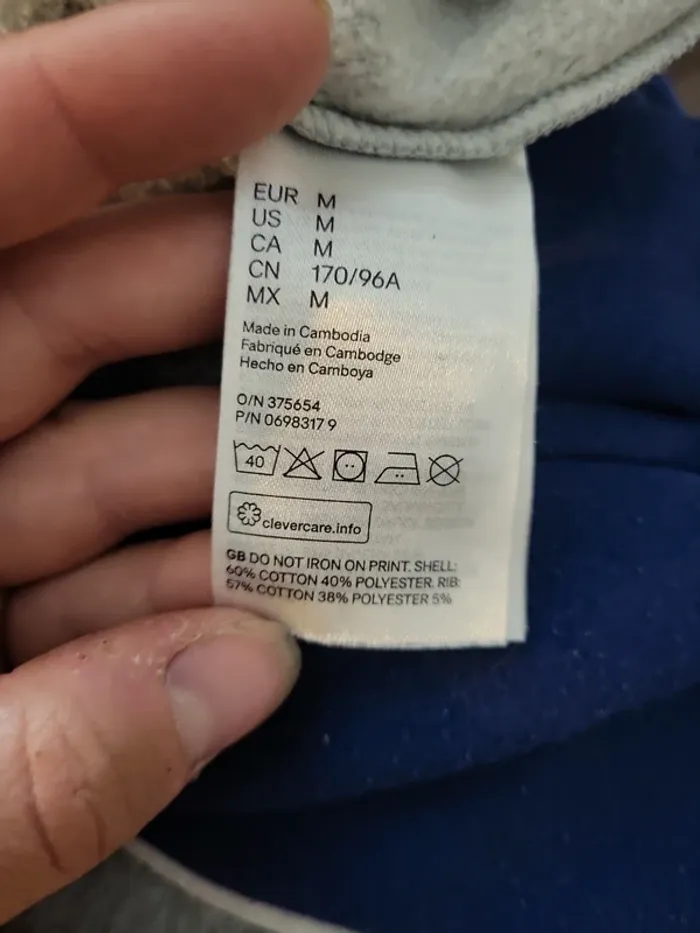 EUR M
US M
CA M
CN 170/96A
MX M
Made in Cambodia
Fabriqué en Cambodge
Hecho en Camboya
O/N 375654
P/N 0698317 9
40
clevercare.info
GB DO NOT IRON ON PRINT. SHELL:
60% COTTON 40% POLYESTER. RIB:
57% COTTON 38% POLYESTER 5%